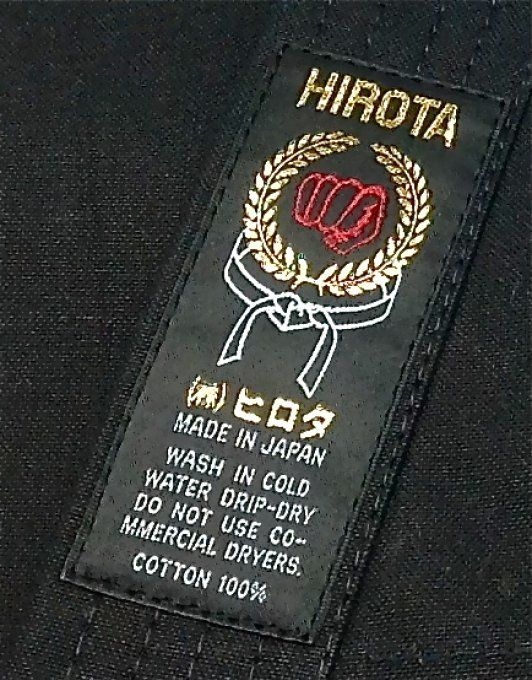 HIROTA
(株)ヒロタ
MADE IN JAPAN
WASH IN COLD
WATER DRIP-DRY
DO NOT USE CO-
MMERCIAL DRYERS.
COTTON 100%